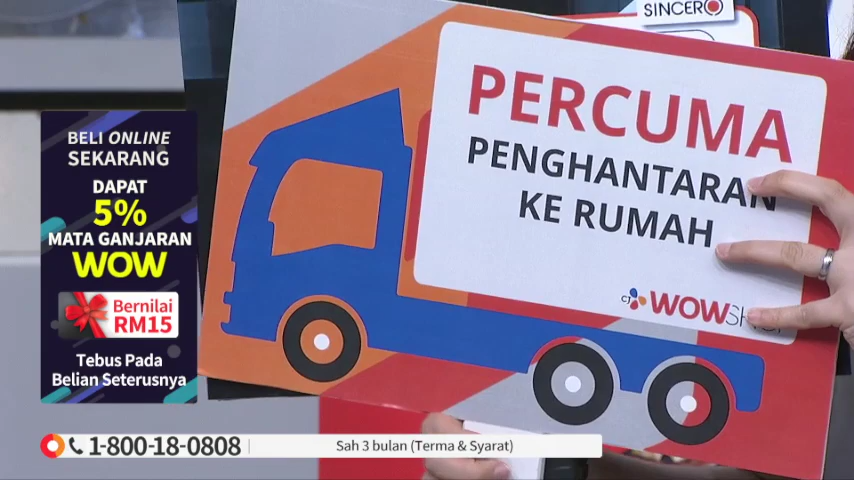 SINCERO
PERCUMA
PENGHANTARAN
KE RUMAH
CJ WOWSHOP
BELI ONLINE
SEKARANG
DAPAT
5%
MATA GANJARAN
WOW
Bernilai
RM15
Tebus Pada
Belian Seterusnya
1-800-18-0808
Sah 3 bulan (Terma & Syarat)